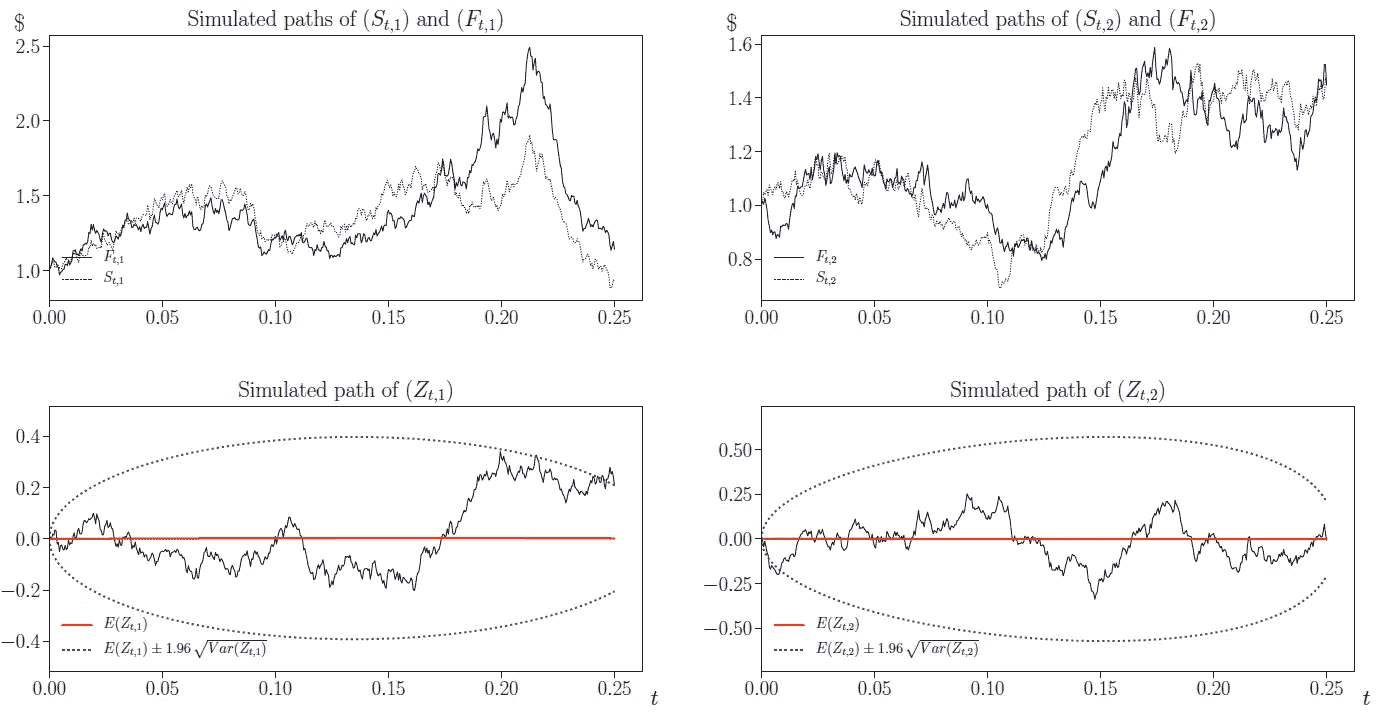 Simulated paths of (S_{t,1}) and (F_{t,1})
$
2.5
2.0
1.5
1.0
F_{t,1}
S_{t,1}
0.00 0.05 0.10 0.15 0.20 0.25
Simulated paths of (S_{t,2}) and (F_{t,2})
$
1.6
1.4
1.2
1.0
0.8
F_{t,2}
S_{t,2}
0.00 0.05 0.10 0.15 0.20 0.25
Simulated path of (Z_{t,1})
0.4
0.2
0.0
−0.2
−0.4
E(Z_{t,1})
E(Z_{t,1}) ± 1.96 √Var(Z_{t,1})
0.00 0.05 0.10 0.15 0.20 0.25
t
Simulated path of (Z_{t,2})
0.50
0.25
0.00
−0.25
−0.50
E(Z_{t,2})
E(Z_{t,2}) ± 1.96 √Var(Z_{t,2})
0.00 0.05 0.10 0.15 0.20 0.25
t